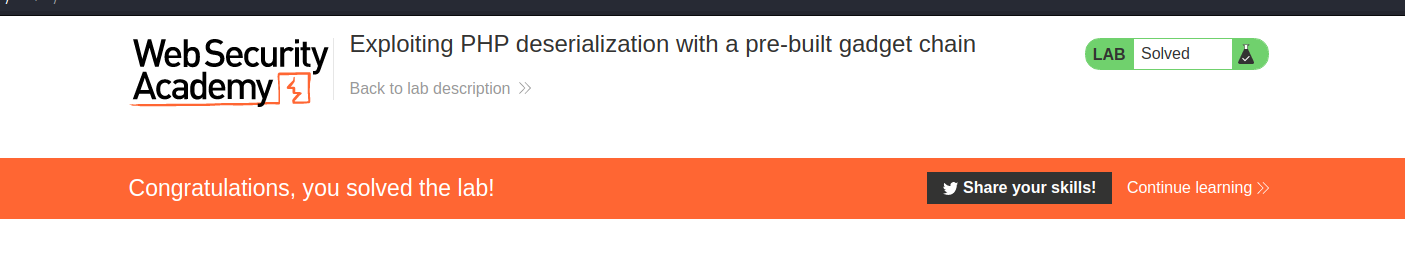 Web Security
Academy
Exploiting PHP deserialization with a pre-built gadget chain
Back to lab description
LAB Solved
Congratulations, you solved the lab!
Share your skills!
Continue learning